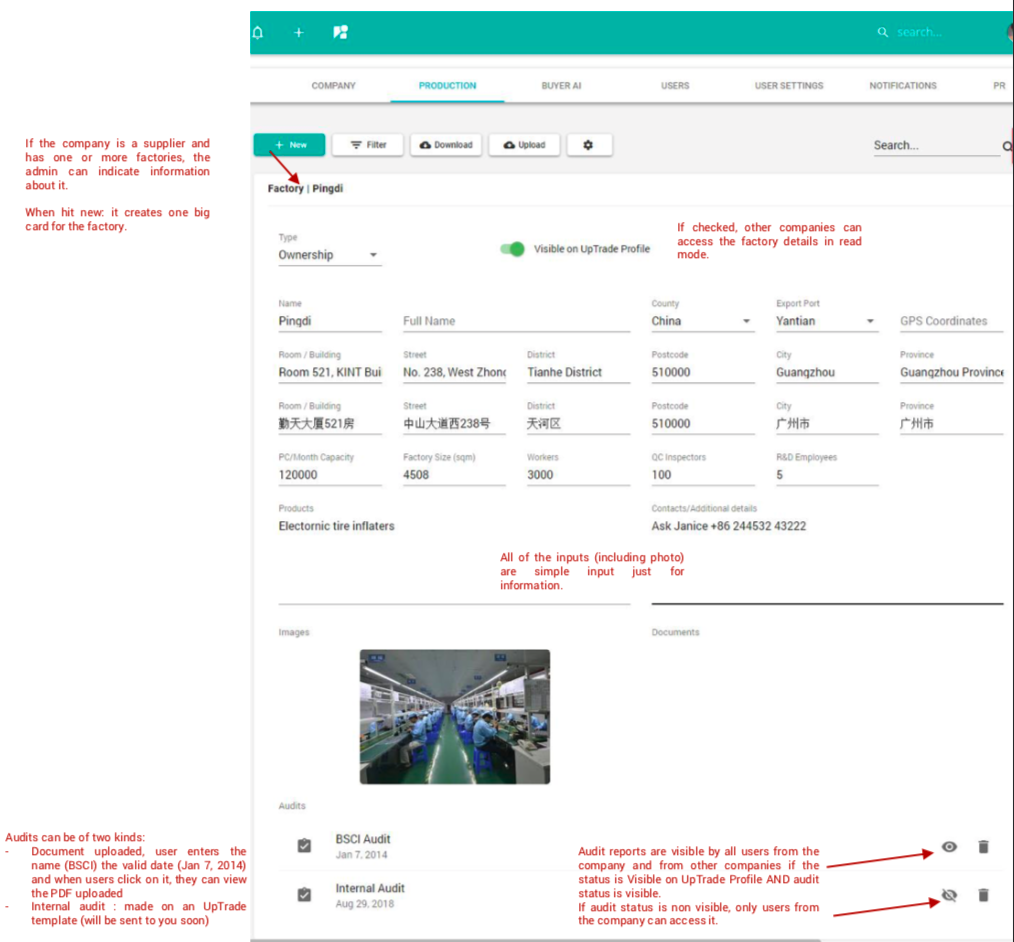 search...
COMPANY PRODUCTION BUYER AI USERS USER SETTINGS NOTIFICATIONS PR
+ New Filter Download Upload Search...
If the company is a supplier and
has one or more factories, the
admin can indicate information
about it.
When hit new: it creates one big
card for the factory.
Factory | Pingdi
Type
Ownership
Visible on UpTrade Profile
If checked, other companies can
access the factory details in read
mode.
Name County Export Port
Pingdi Full Name China Yantian GPS Coordinates
Room / Building Street District Postcode City Province
Room 521, KINT Bui No. 238, West Zhong Tianhe District 510000 Guangzhou Guangzhou Province
Room / Building Street District Postcode City Province
勤天大厦521房 中山大道西238号 天河区 510000 广州市 广州市
PC/Month Capacity Factory Size (sqm) Workers QC Inspectors R&D Employees
120000 4508 3000 100 5
Products Contacts/Additional details
Electornic tire inflaters Ask Janice +86 244532 43222
All of the inputs (including photo)
are simple input just for
information.
Images Documents
Audits
BSCI Audit
Jan 7, 2014
Internal Audit
Aug 29, 2018
Audits can be of two kinds:
- Document uploaded, user enters the
name (BSCI) the valid date (Jan 7, 2014)
and when users click on it, they can view
the PDF uploaded
- Internal audit : made on an UpTrade
template (will be sent to you soon)
Audit reports are visible by all users from the
company and from other companies if the
status is Visible on UpTrade Profile AND audit
status is visible.
If audit status is non visible, only users from
the company can access it.